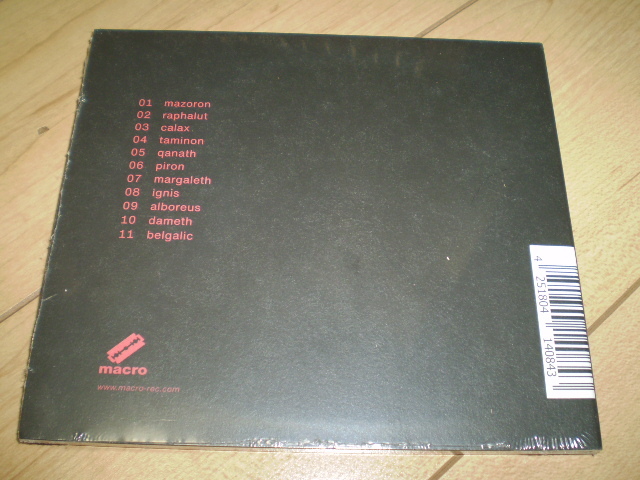 01 mazoron
02 raphalut
03 calax
04 taminon
05 qanath
06 piron
07 margaleth
08 ignis
09 alboreus
10 dameth
11 belgalic
macro
www.macro-rec.com
4 251804 140843